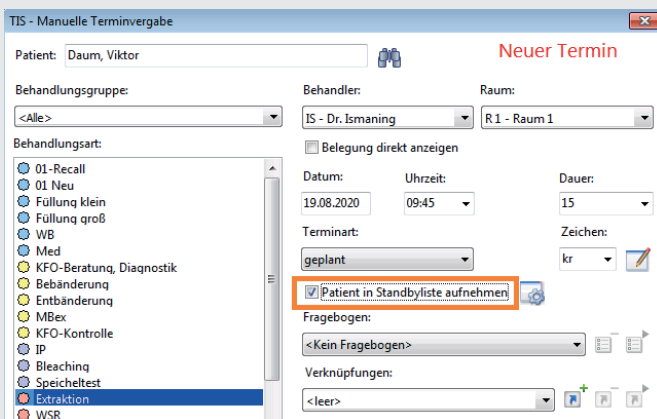 TIS - Manuelle Terminvergabe
Patient: Daum, Viktor
Neuer Termin
Behandlungsgruppe:
<Alle>
Behandlungsart:
01-Recall
01 Neu
Füllung klein
Füllung groß
WB
Med
KFO-Beratung, Diagnostik
Bebänderung
Entbänderung
MBex
KFO-Kontrolle
IP
Bleaching
Speicheltest
Extraktion
WSR
Behandler: Raum:
IS - Dr. Ismaning R 1 - Raum 1
Belegung direkt anzeigen
Datum: Uhrzeit: Dauer:
19.08.2020 09:45 15
Terminart: Zeichen:
geplant kr
Patient in Standbyliste aufnehmen
Fragebogen:
<Kein Fragebogen>
Verknüpfungen:
<leer>